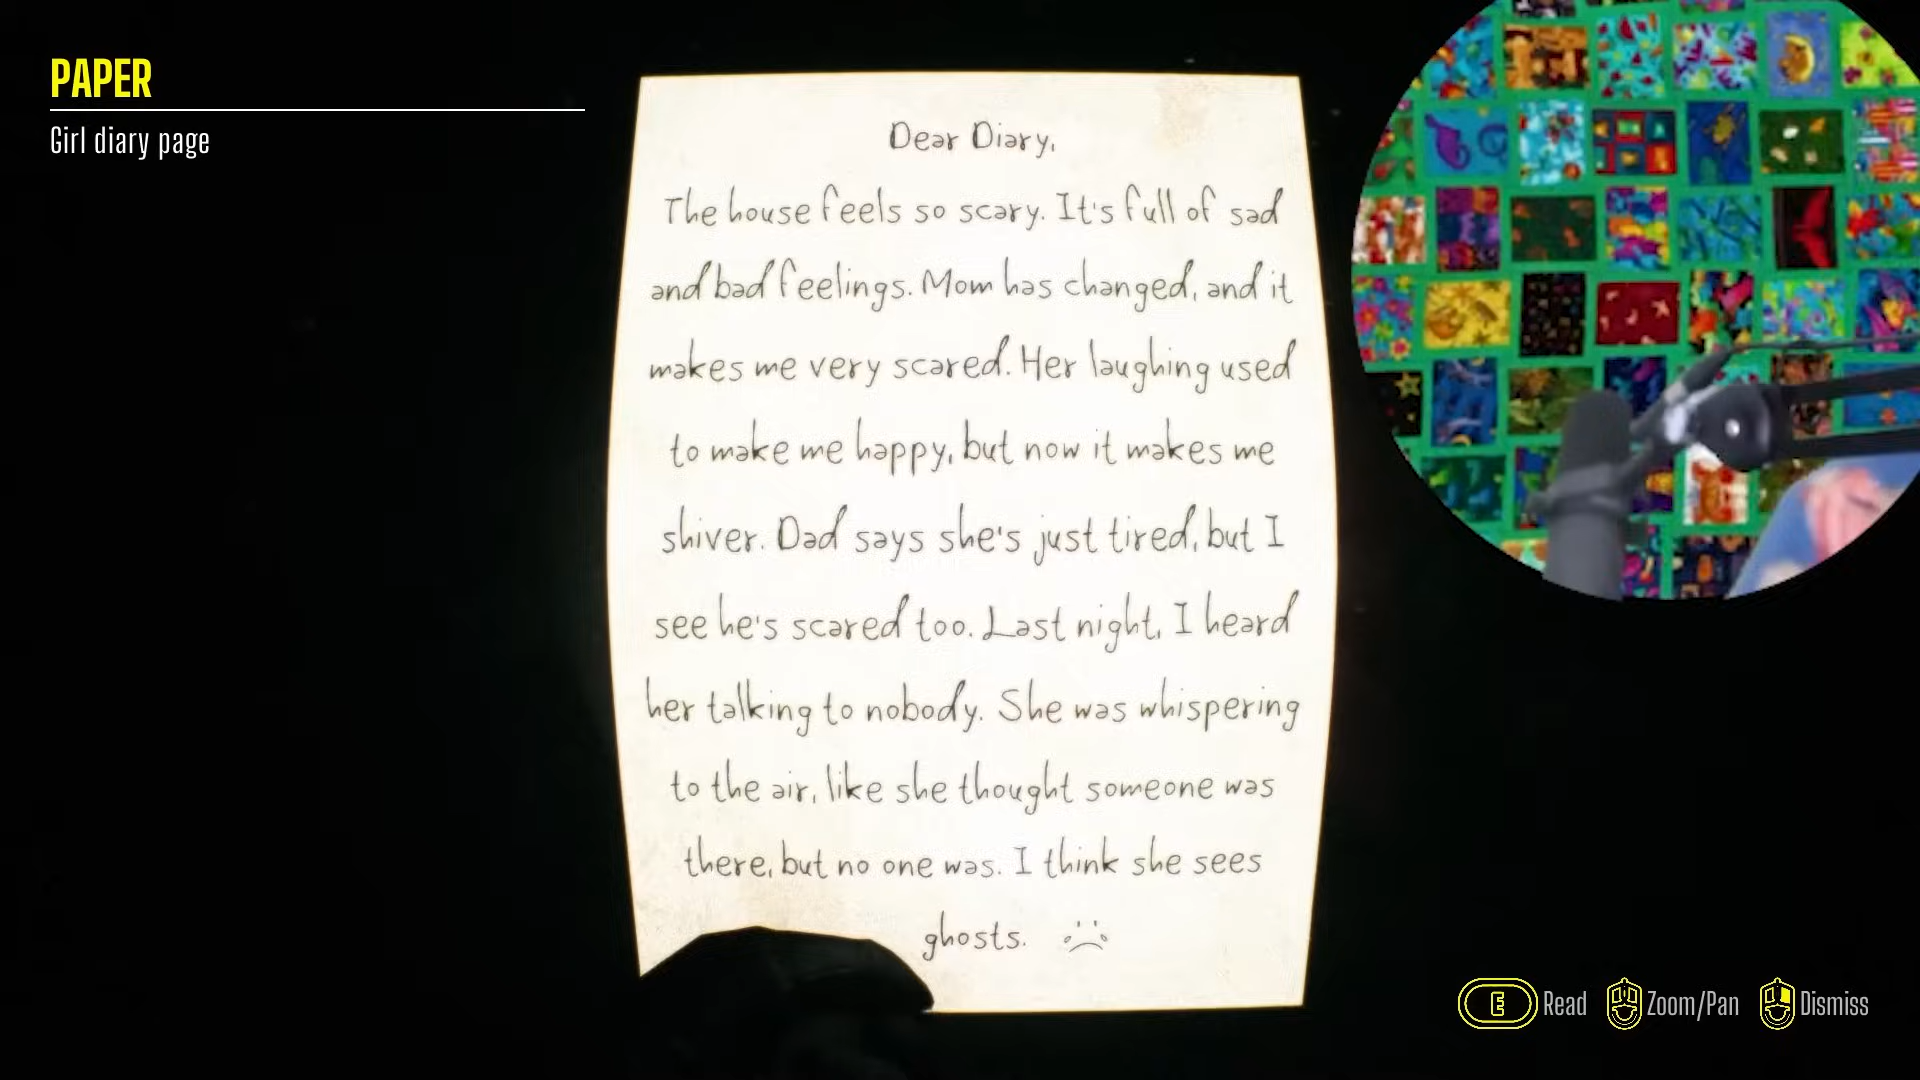 PAPER
Girl diary page
Dear Diary,
The house feels so scary. It's full of sad
and bad feelings. Mom has changed, and it
makes me very scared. Her laughing used
to make me happy, but now it makes me
shiver. Dad says she's just tired, but I
see he's scared too. Last night, I heard
her talking to nobody. She was whispering
to the air, like she thought someone was
there, but no one was. I think she sees
ghosts.
E Read Zoom/Pan Dismiss